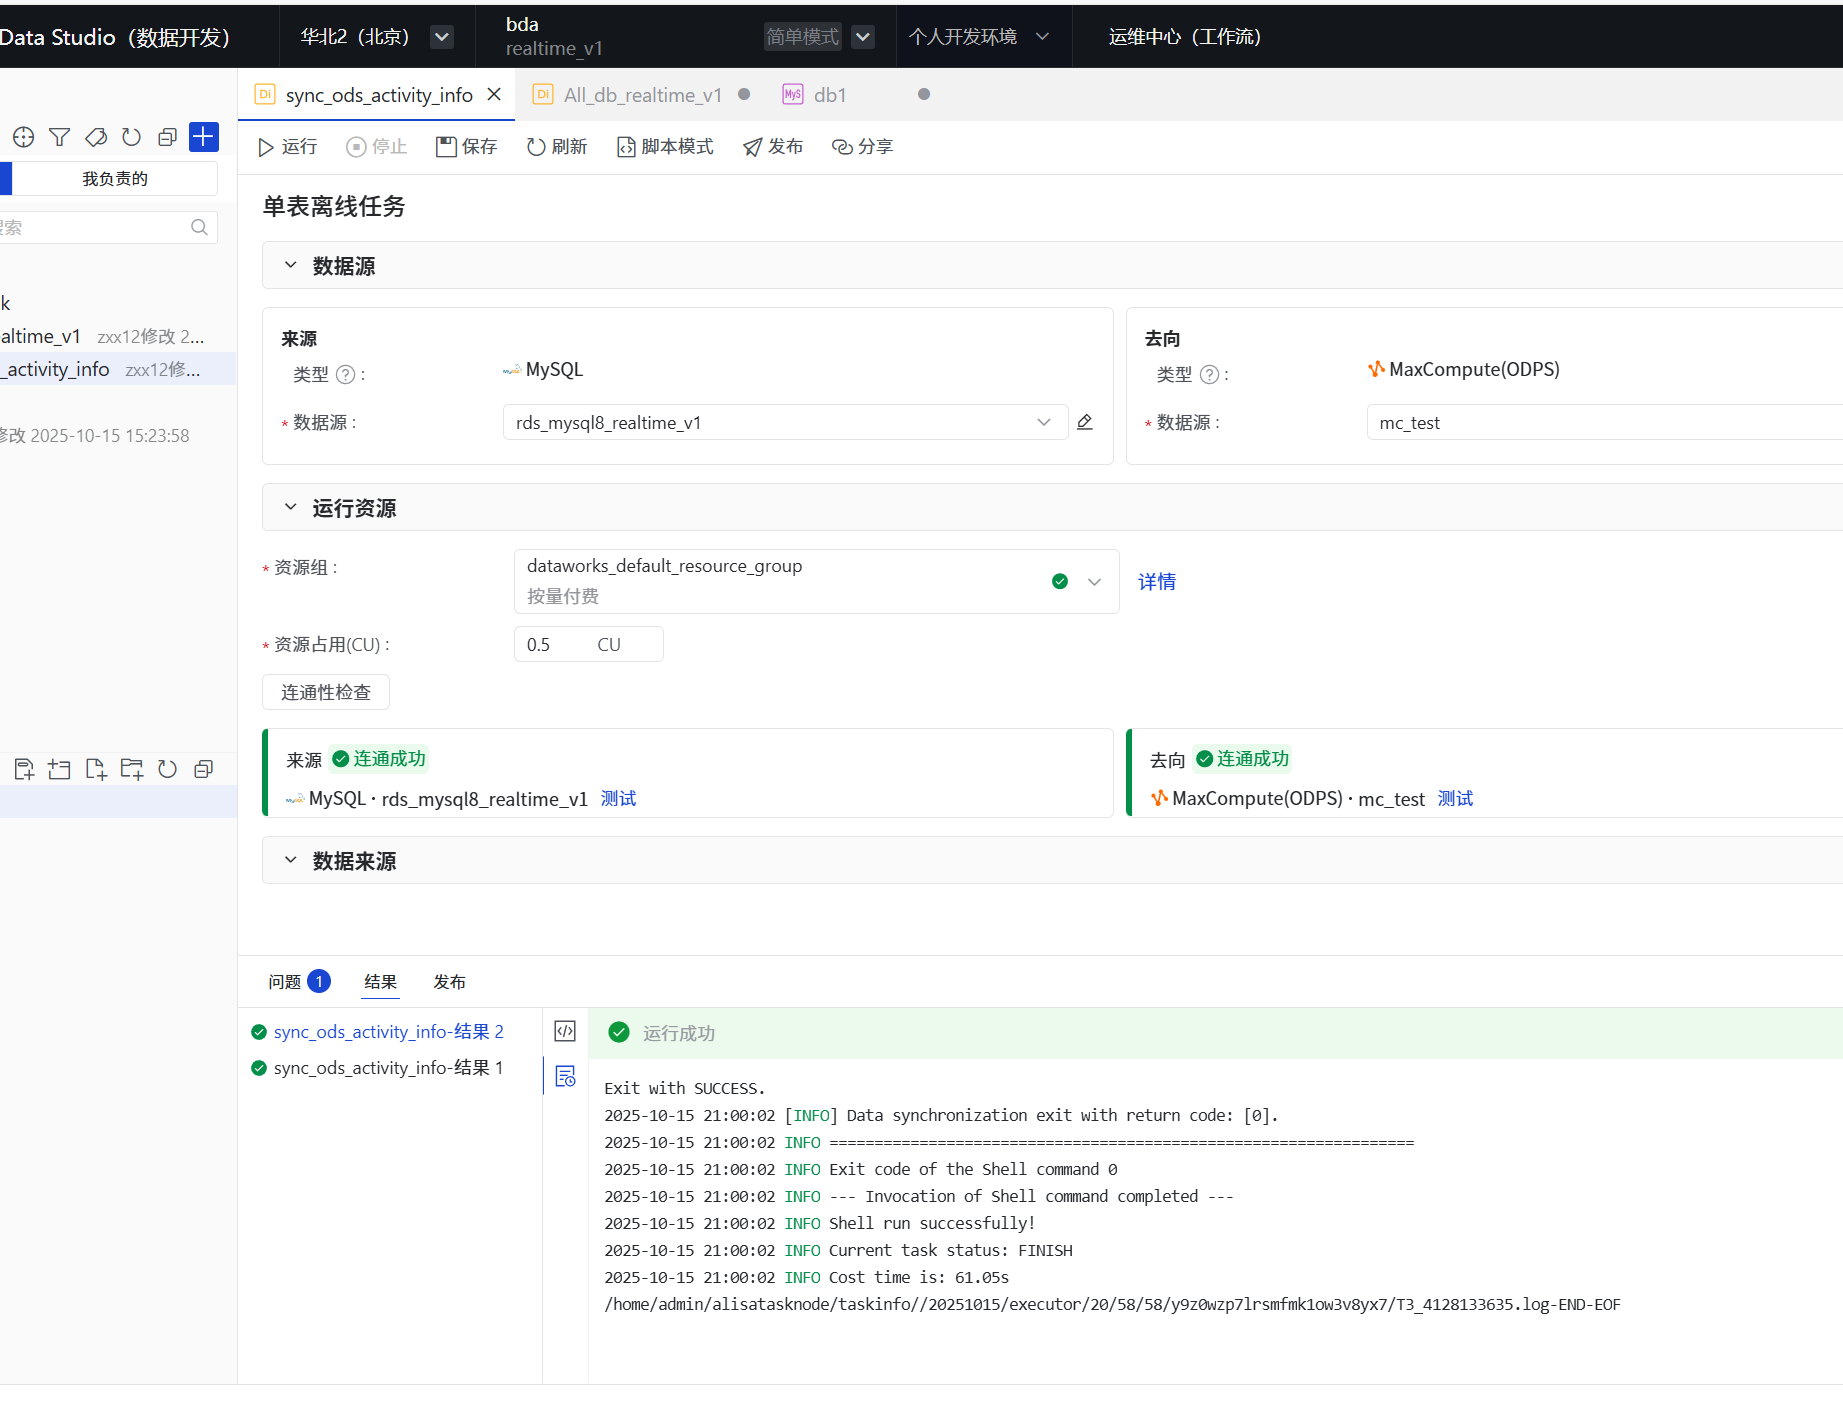 Data Studio（数据开发）
华北2（北京）
bda
realtime_v1
简单模式
个人开发环境
运维中心（工作流）
sync_ods_activity_info
All_db_realtime_v1
db1
运行
停止
保存
刷新
脚本模式
发布
分享
我负责的
搜索
k
ealtime_v1 zxx12修改 2...
_activity_info zxx12修...
修改 2025-10-15 15:23:58
单表离线任务
数据源
来源
类型 ? :
MySQL
* 数据源 :
rds_mysql8_realtime_v1
去向
类型 ? :
MaxCompute(ODPS)
* 数据源 :
mc_test
运行资源
* 资源组 :
dataworks_default_resource_group
按量付费
详情
* 资源占用(CU) :
0.5 CU
连通性检查
来源 连通成功
MySQL · rds_mysql8_realtime_v1 测试
去向 连通成功
MaxCompute(ODPS) · mc_test 测试
数据来源
问题 1
结果
发布
sync_ods_activity_info-结果 2
sync_ods_activity_info-结果 1
运行成功
Exit with SUCCESS.
2025-10-15 21:00:02 [INFO] Data synchronization exit with return code: [0].
2025-10-15 21:00:02 INFO =================================================================
2025-10-15 21:00:02 INFO Exit code of the Shell command 0
2025-10-15 21:00:02 INFO --- Invocation of Shell command completed ---
2025-10-15 21:00:02 INFO Shell run successfully!
2025-10-15 21:00:02 INFO Current task status: FINISH
2025-10-15 21:00:02 INFO Cost time is: 61.05s
/home/admin/alisatasknode/taskinfo//20251015/executor/20/58/58/y9z0wzp7lrsmfmk1ow3v8yx7/T3_4128133635.log-END-EOF